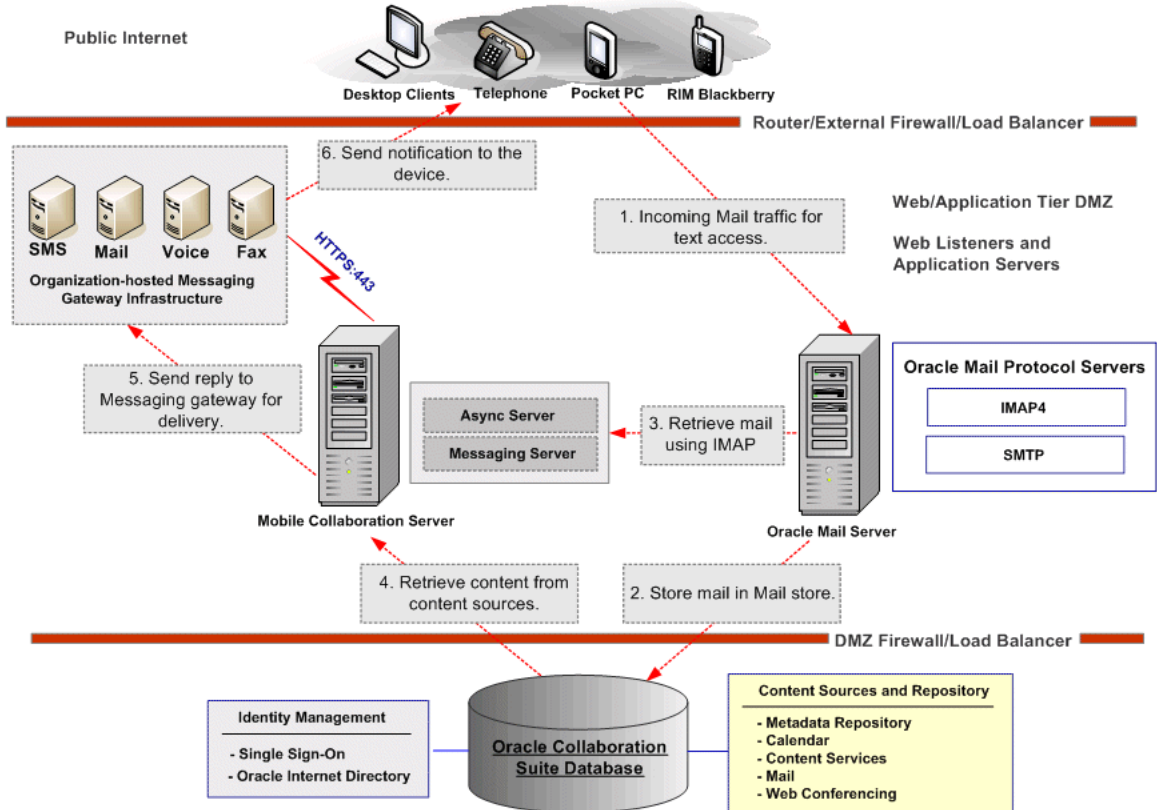 Public Internet
Desktop Clients
Telephone
Pocket PC
RIM Blackberry
Router/External Firewall/Load Balancer
6. Send notification to the
device.
1. Incoming Mail traffic for
text access.
Web/Application Tier DMZ
Web Listeners and
Application Servers
SMS
Mail
Voice
Fax
Organization-hosted Messaging
Gateway Infrastructure
HTTPS:443
5. Send reply to
Messaging gateway for
delivery.
Async Server
Messaging Server
3. Retrieve mail
using IMAP
Oracle Mail Protocol Servers
IMAP4
SMTP
Mobile Collaboration Server
Oracle Mail Server
4. Retrieve content from
content sources.
2. Store mail in Mail store.
DMZ Firewall/Load Balancer
Identity Management
- Single Sign-On
- Oracle Internet Directory
Oracle Collaboration
Suite Database
Content Sources and Repository
- Metadata Repository
- Calendar
- Content Services
- Mail
- Web Conferencing